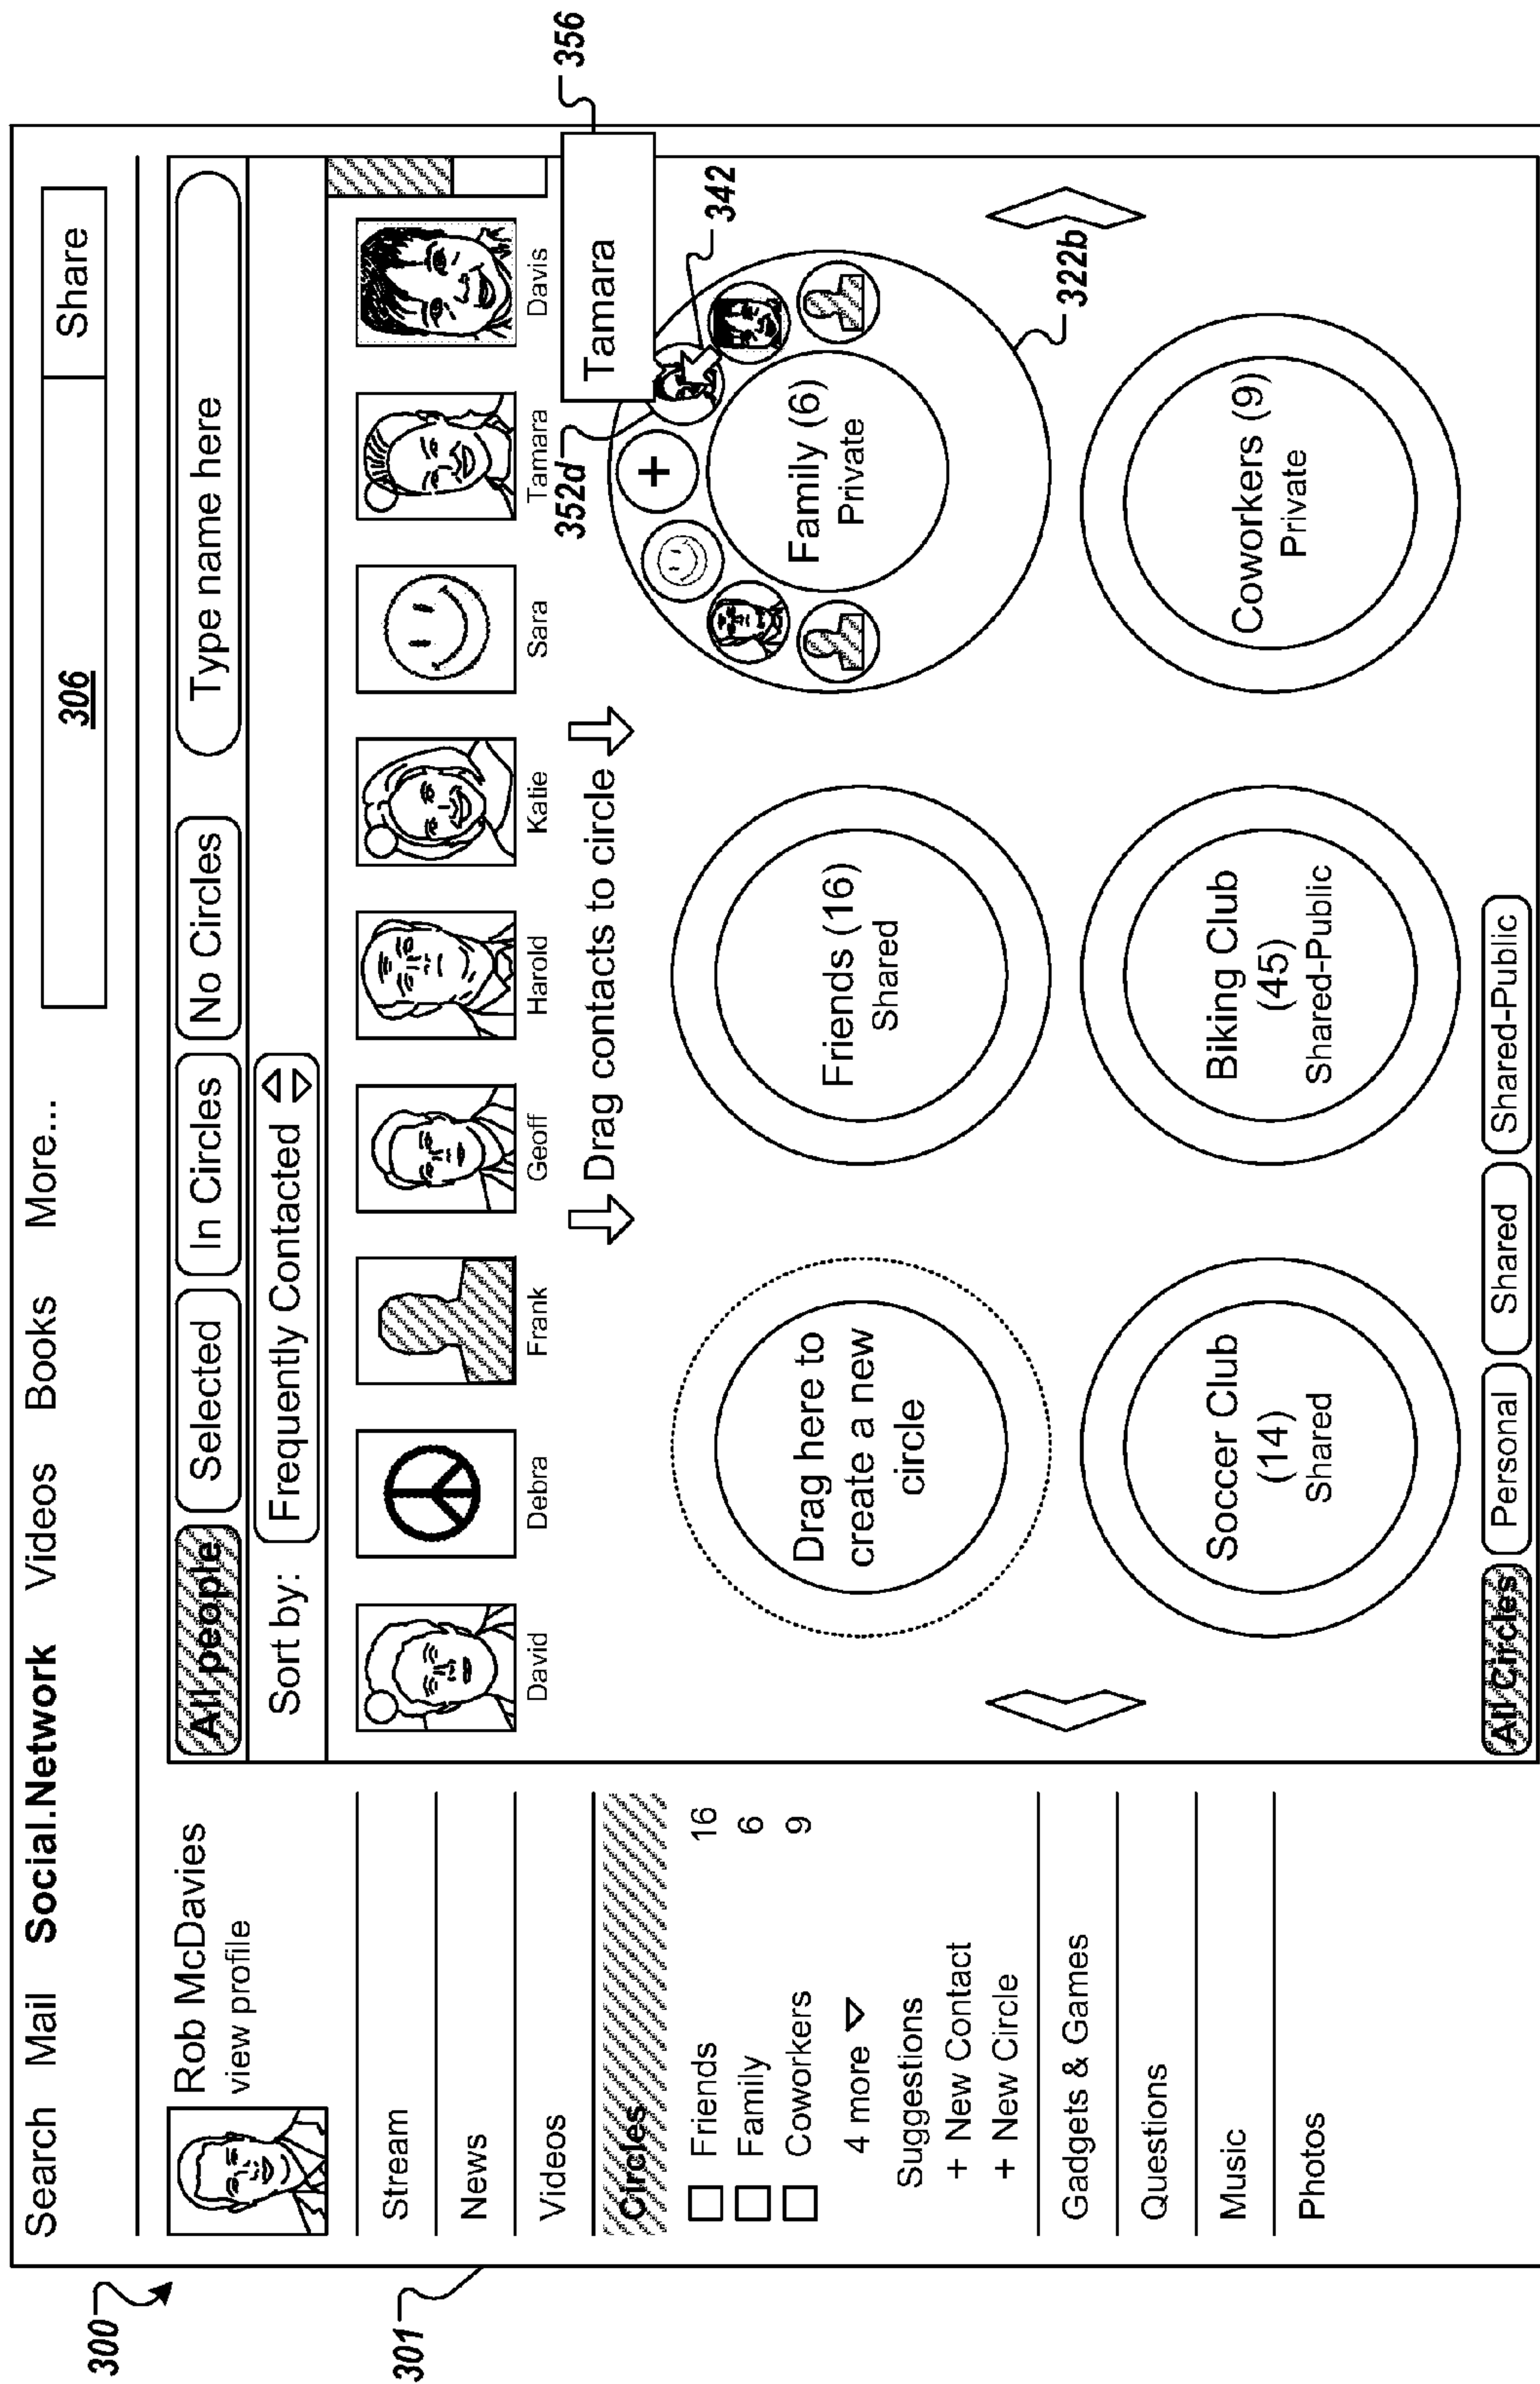 300
301
Search Mail Social.Network Videos Books More...
306
Share
Rob McDavies
view profile
Stream
News
Videos
Circles
Friends 16
Family 6
Coworkers 9
4 more
Suggestions
+ New Contact
+ New Circle
Gadgets & Games
Questions
Music
Photos
All people Selected In Circles No Circles Type name here
Sort by: Frequently Contacted
David Debra Frank Geoff Harold Katie Sara Tamara Davis
Drag contacts to circle
352d
Tamara
356
342
322b
Drag here to
create a new
circle
Friends (16)
Shared
+
Family (6)
Private
Soccer Club
(14)
Shared
Biking Club
(45)
Shared-Public
Coworkers (9)
Private
All Circles Personal Shared Shared-Public